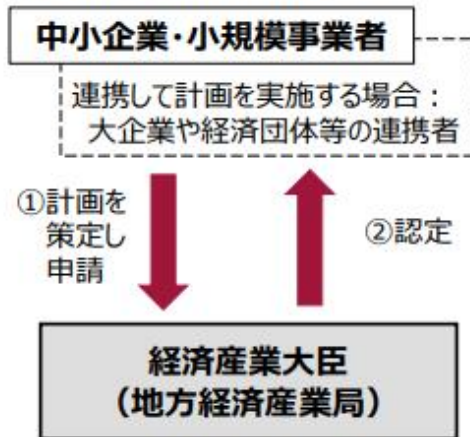 中小企業・小規模事業者
連携して計画を実施する場合：
大企業や経済団体等の連携者
①計画を
策定し
申請
②認定
経済産業大臣
（地方経済産業局）